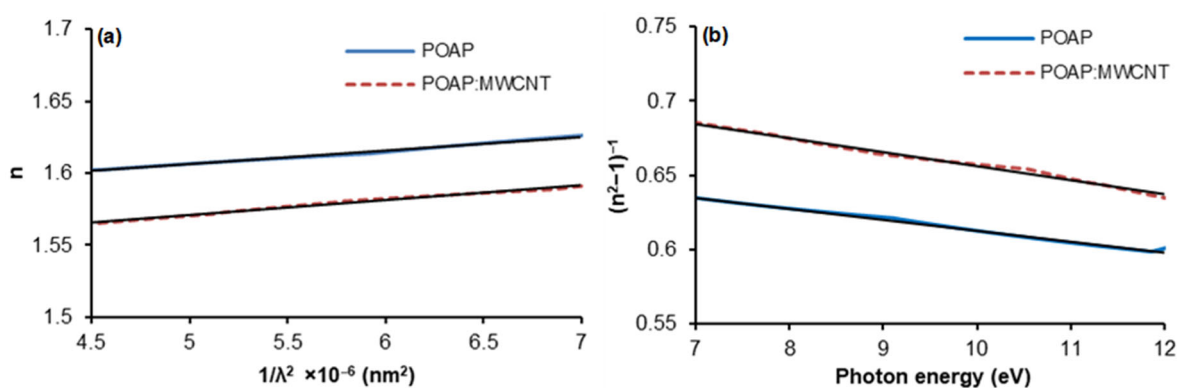 (a)
POAP
POAP:MWCNT
n
1.7
1.65
1.6
1.55
1.5
4.5 5 5.5 6 6.5 7
1/λ² ×10⁻⁶ (nm²)
(b)
POAP
POAP:MWCNT
(n²−1)⁻¹
0.75
0.7
0.65
0.6
0.55
7 8 9 10 11 12
Photon energy (eV)